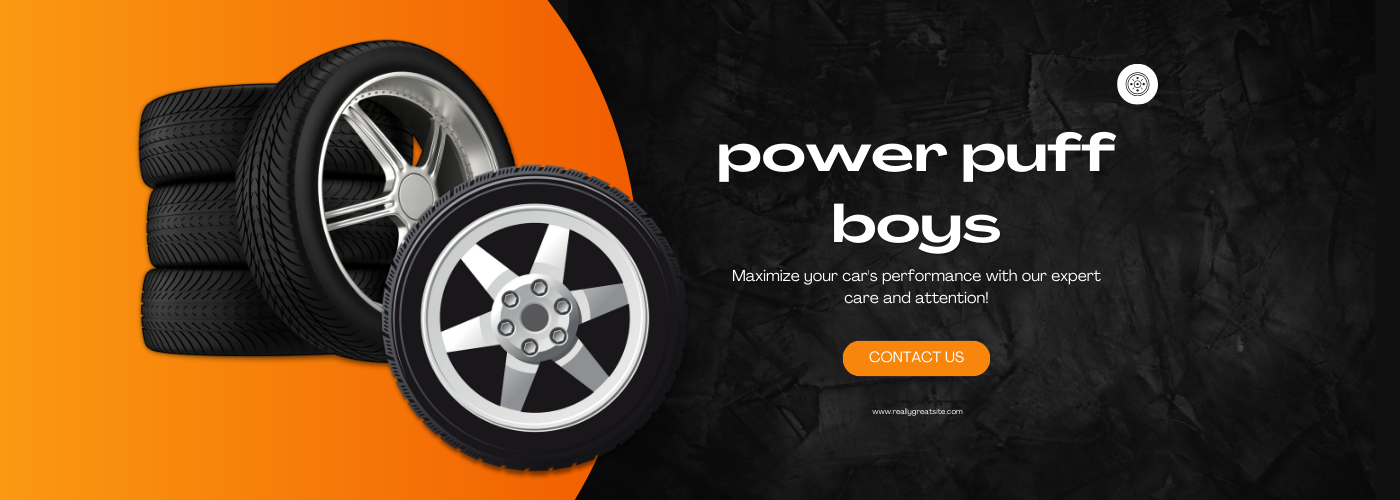 power puff
boys
Maximize your car's performance with our expert
care and attention!
CONTACT US
www.reallygreatsite.com